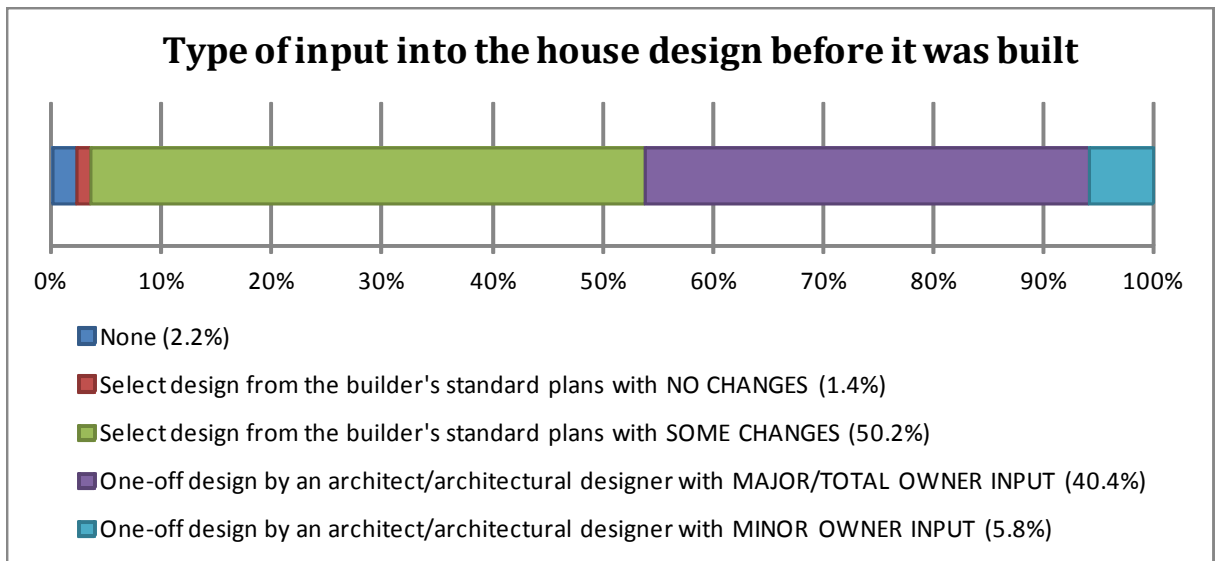 Type of input into the house design before it was built
0% 10% 20% 30% 40% 50% 60% 70% 80% 90% 100%
None (2.2%)
Select design from the builder's standard plans with NO CHANGES (1.4%)
Select design from the builder's standard plans with SOME CHANGES (50.2%)
One-off design by an architect/architectural designer with MAJOR/TOTAL OWNER INPUT (40.4%)
One-off design by an architect/architectural designer with MINOR OWNER INPUT (5.8%)